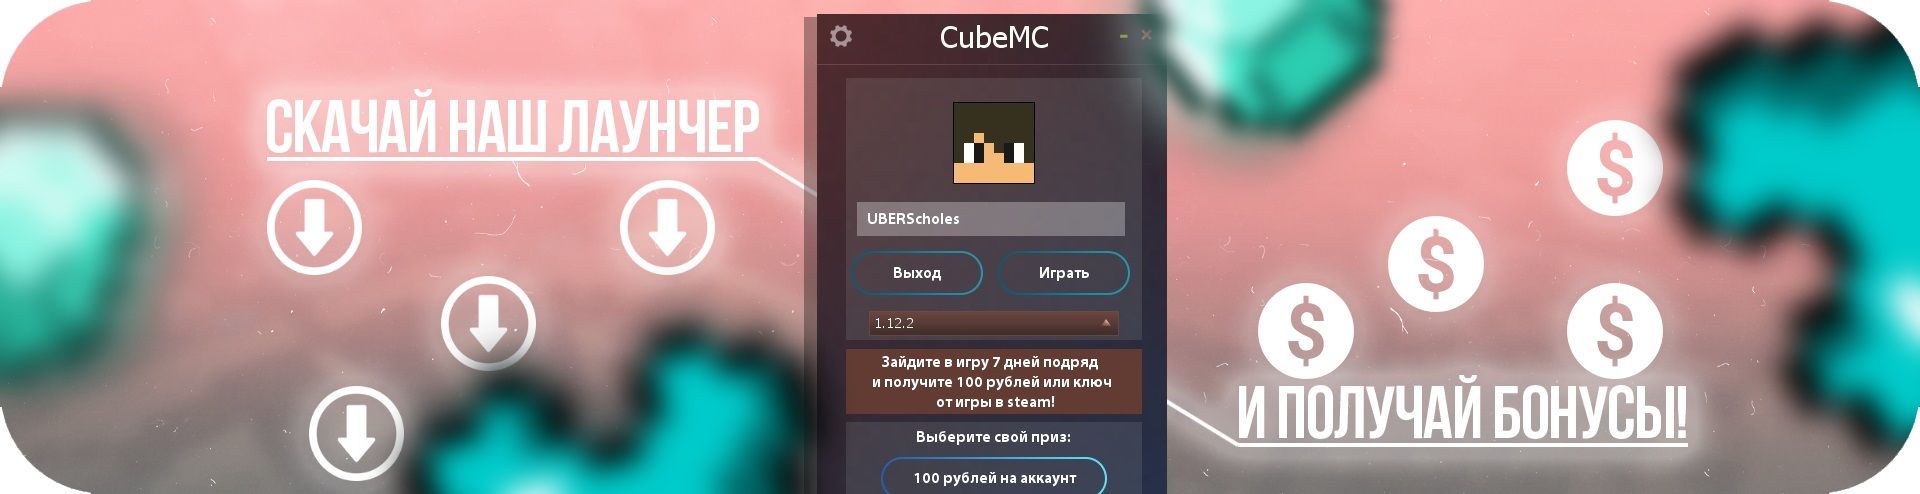 СКАЧАЙ НАШ ЛАУНЧЕР
CubeMC
UBERScholes
Выход
Играть
1.12.2
Зайдите в игру 7 дней подряд
и получите 100 рублей или ключ
от игры в steam!
Выберите свой приз:
100 рублей на аккаунт
$
$
$
$
И ПОЛУЧАЙ БОНУСЫ!